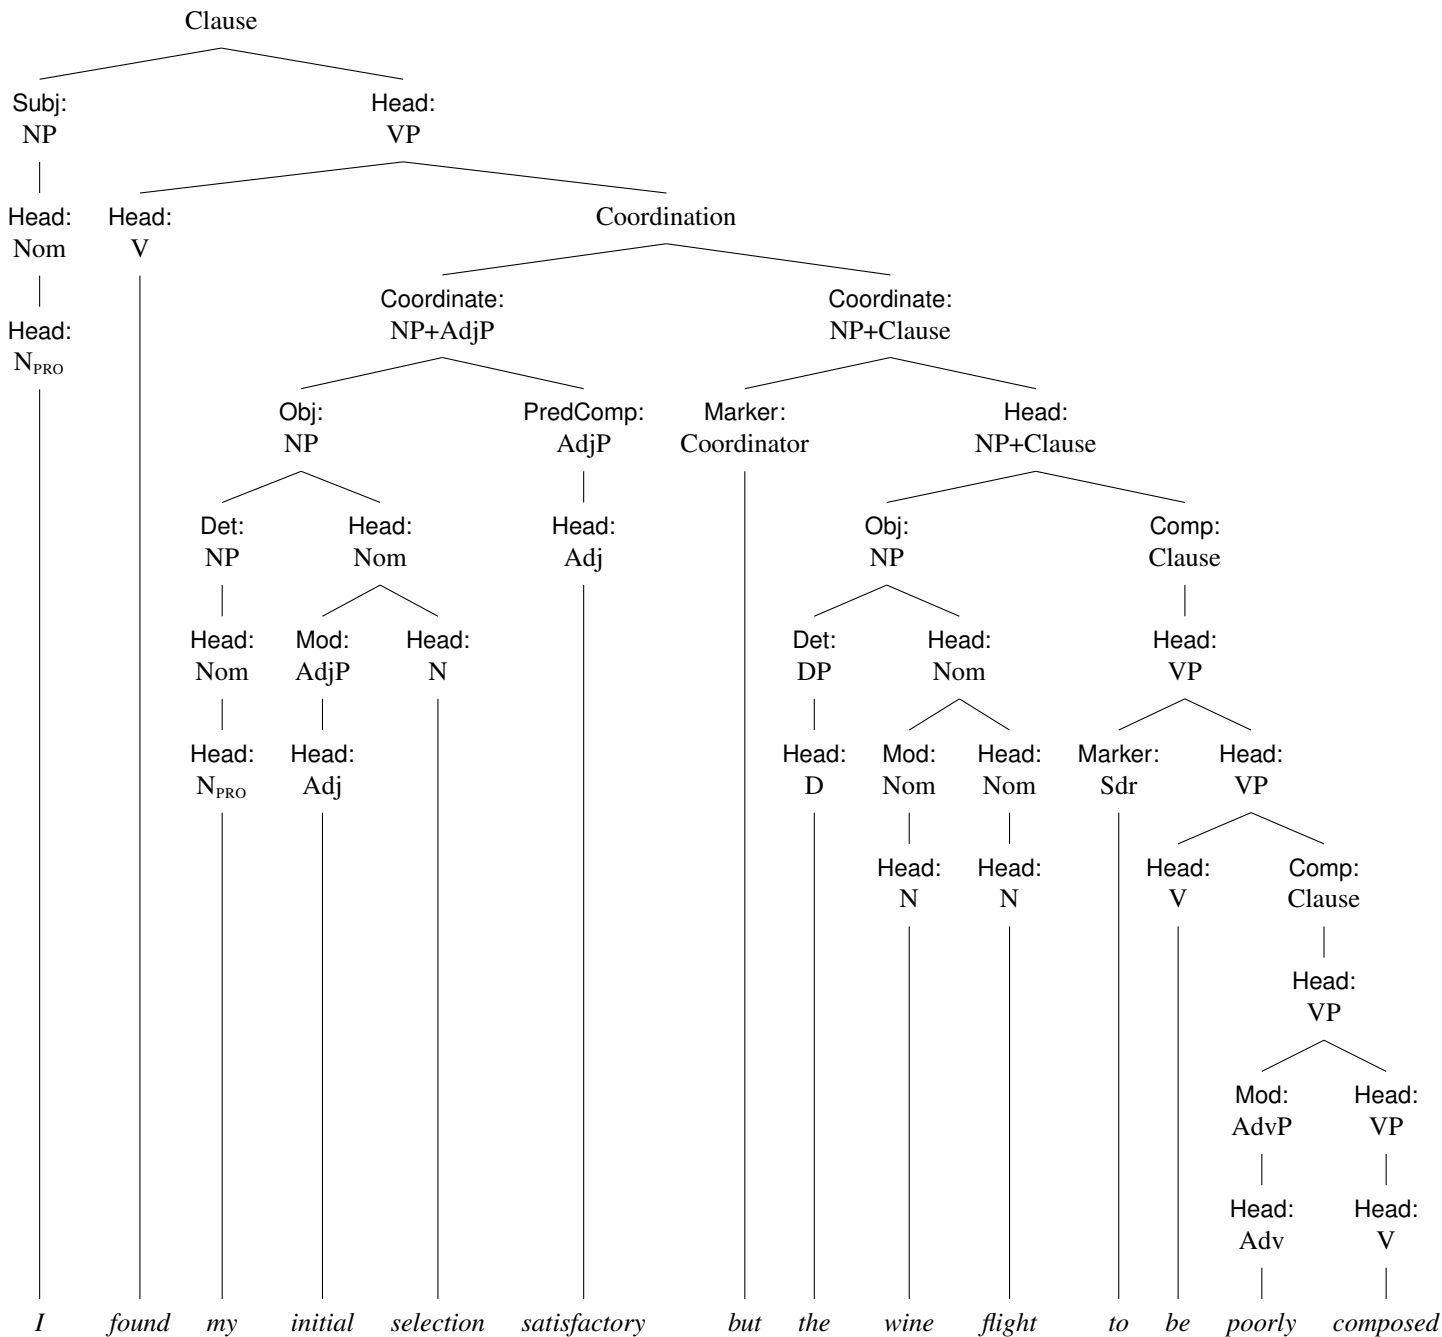 Clause
Subj: Head:
NP VP
Head: Head: Coordination
Nom V
Coordinate: Coordinate:
Head: NP+AdjP NP+Clause
N_PRO
Obj: PredComp: Marker: Head:
NP AdjP Coordinator NP+Clause
Det: Head: Head: Obj: Comp:
NP Nom Adj NP Clause
Head: Mod: Head: Det: Head: Head:
Nom AdjP N DP Nom VP
Head: Head: Head: Mod: Head: Marker: Head:
N_PRO Adj D Nom Nom Sdr VP
Head: Head: Head: Comp:
N N V Clause
Head:
VP
Mod: Head:
AdvP VP
Head: Head:
Adv V
I found my initial selection satisfactory but the wine flight to be poorly composed